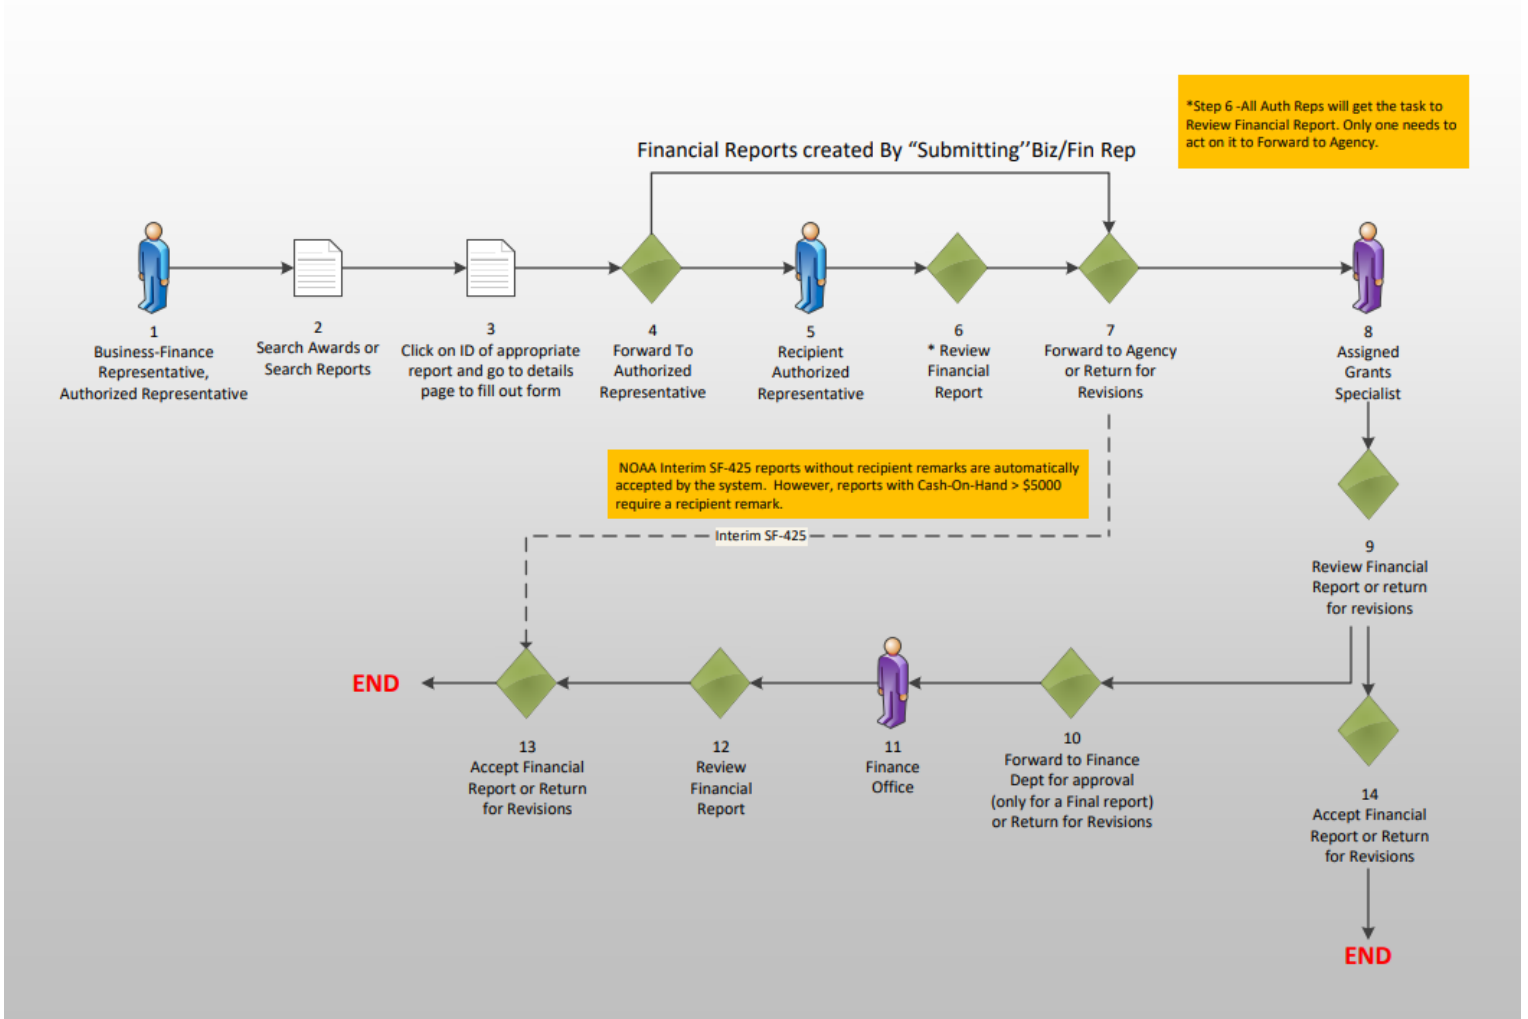 *Step 6 -All Auth Reps will get the task to
Review Financial Report. Only one needs to
act on it to Forward to Agency.
Financial Reports created By “Submitting’’Biz/Fin Rep
1
Business-Finance
Representative,
Authorized Representative
2
Search Awards or
Search Reports
3
Click on ID of appropriate
report and go to details
page to fill out form
4
Forward To
Authorized
Representative
5
Recipient
Authorized
Representative
6
* Review
Financial
Report
7
Forward to Agency
or Return for
Revisions
8
Assigned
Grants
Specialist
NOAA Interim SF-425 reports without recipient remarks are automatically
accepted by the system.  However, reports with Cash-On-Hand > $5000
require a recipient remark.
Interim SF-425
9
Review Financial
Report or return
for revisions
END
13
Accept Financial
Report or Return
for Revisions
12
Review
Financial
Report
11
Finance
Office
10
Forward to Finance
Dept for approval
(only for a Final report)
or Return for Revisions
14
Accept Financial
Report or Return
for Revisions
END